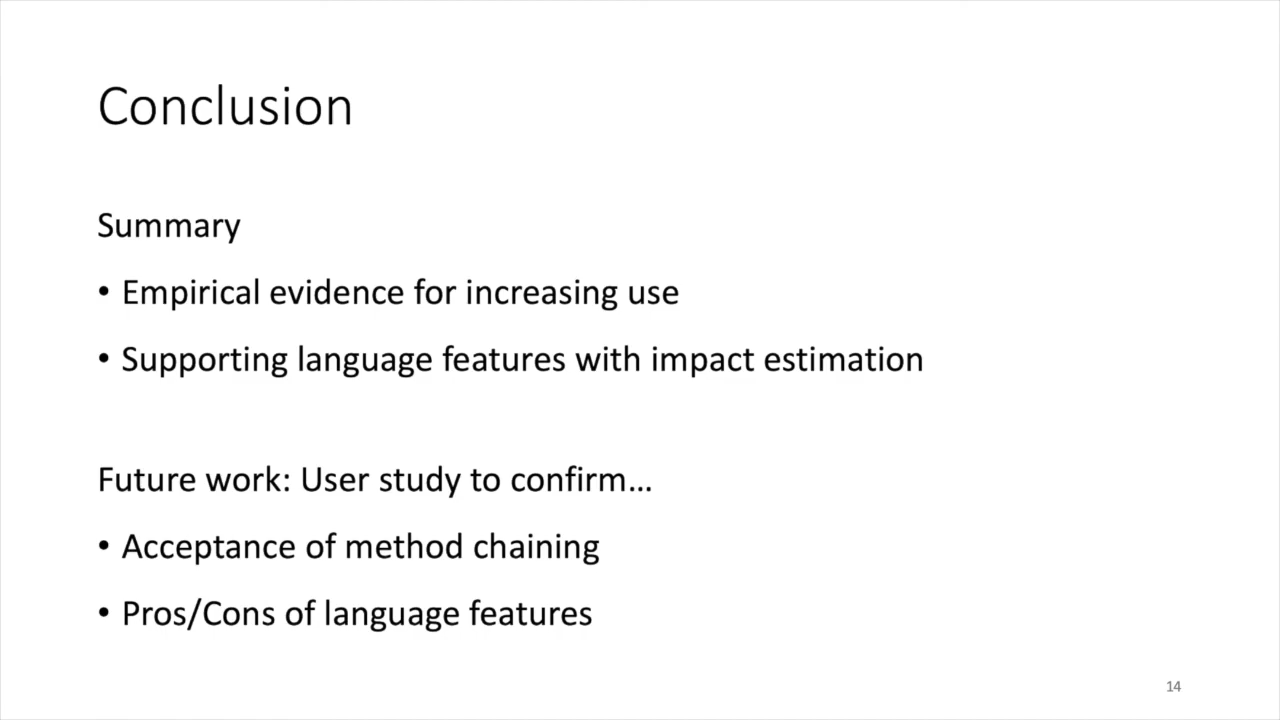 Conclusion
Summary
• Empirical evidence for increasing use
• Supporting language features with impact estimation
Future work: User study to confirm…
• Acceptance of method chaining
• Pros/Cons of language features
14